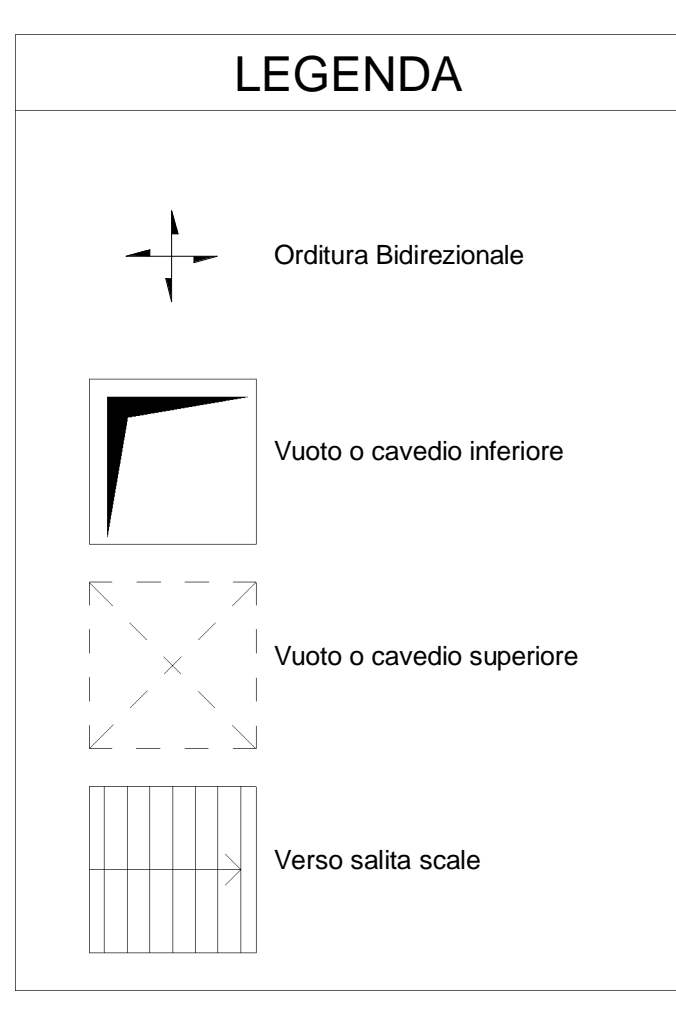 LEGENDA
Orditura Bidirezionale
Vuoto o cavedio inferiore
Vuoto o cavedio superiore
Verso salita scale